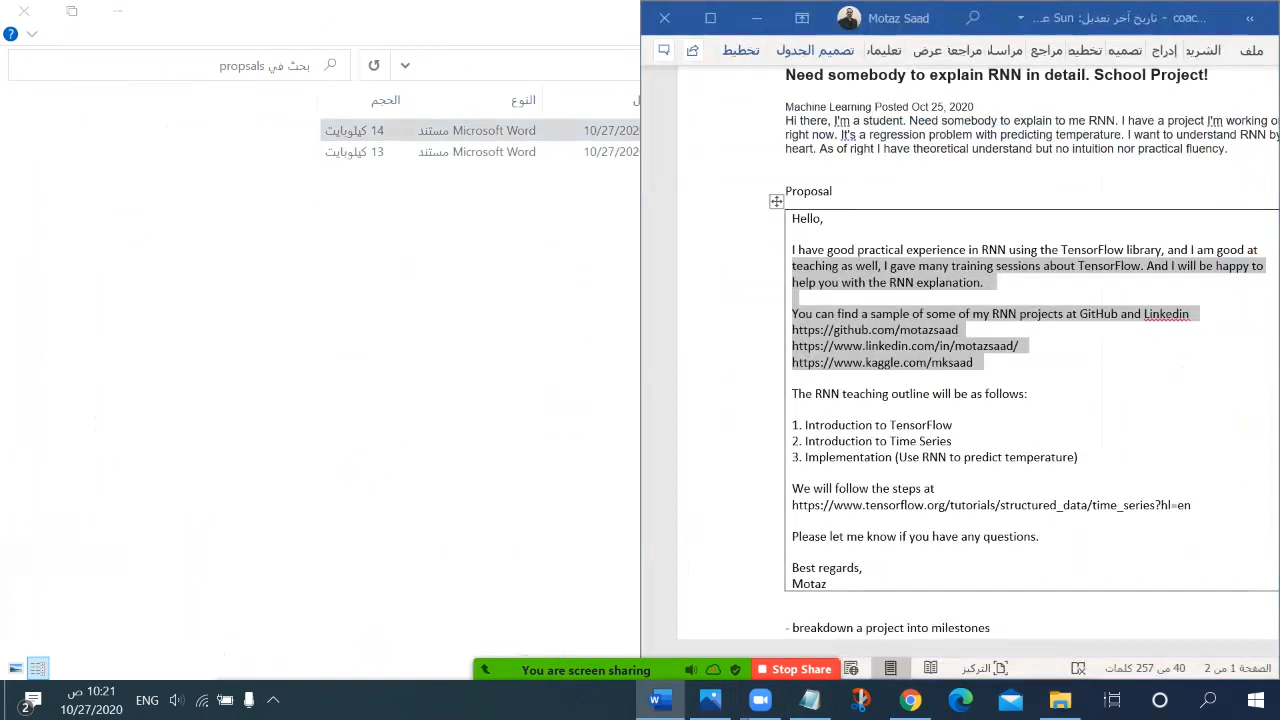 coac... - تاريخ آخر تعديل: Sun عـ...
Motaz Saad
ملف
إدراج
مراجع
عرض
تصميم الجدول
تخطيط
بحث في propsals
النوع
الحجم
10/27/2020
مستند Microsoft Word
14 كيلوبايت
10/27/2020
مستند Microsoft Word
13 كيلوبايت
Need somebody to explain RNN in detail. School Project!
Machine Learning Posted Oct 25, 2020
Hi there, I'm a student. Need somebody to explain to me RNN. I have a project I'm working o
right now. It's a regression problem with predicting temperature. I want to understand RNN by
heart. As of right I have theoretical understand but no intuition nor practical fluency.
Proposal
Hello,
I have good practical experience in RNN using the TensorFlow library, and I am good at
teaching as well, I gave many training sessions about TensorFlow. And I will be happy to
help you with the RNN explanation.
You can find a sample of some of my RNN projects at GitHub and Linkedin
https://github.com/motazsaad
https://www.linkedin.com/in/motazsaad/
https://www.kaggle.com/mksaad
The RNN teaching outline will be as follows:
1. Introduction to TensorFlow
2. Introduction to Time Series
3. Implementation (Use RNN to predict temperature)
We will follow the steps at
https://www.tensorflow.org/tutorials/structured_data/time_series?hl=en
Please let me know if you have any questions.
Best regards,
Motaz
- breakdown a project into milestones
You are screen sharing
Stop Share
التركيز
40 من 257 كلمات
الصفحة 1 من 2
2
10:21 ص
10/27/2020
ENG